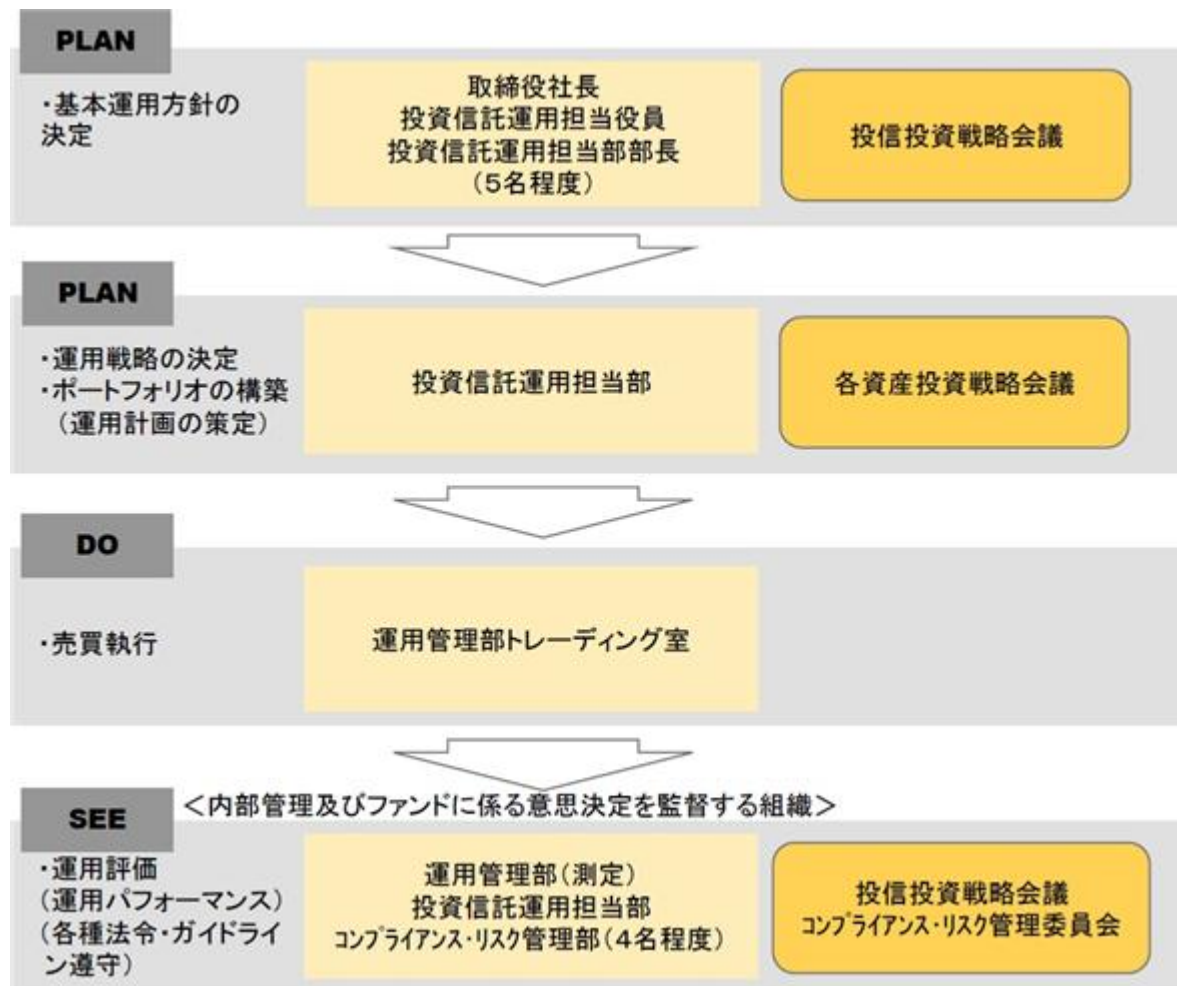 PLAN
・基本運用方針の
決定
取締役社長
投資信託運用担当役員
投資信託運用担当部部長
(5名程度)
投信投資戦略会議
PLAN
・運用戦略の決定
・ポートフォリオの構築
(運用計画の策定)
投資信託運用担当部
各資産投資戦略会議
DO
・売買執行
運用管理部トレーディング室
SEE
<内部管理及びファンドに係る意思決定を監督する組織>
・運用評価
(運用パフォーマンス)
(各種法令・ガイドライ
ン遵守)
運用管理部(測定)
投資信託運用担当部
コンプライアンス・リスク管理部(4名程度)
投信投資戦略会議
コンプライアンス・リスク管理委員会